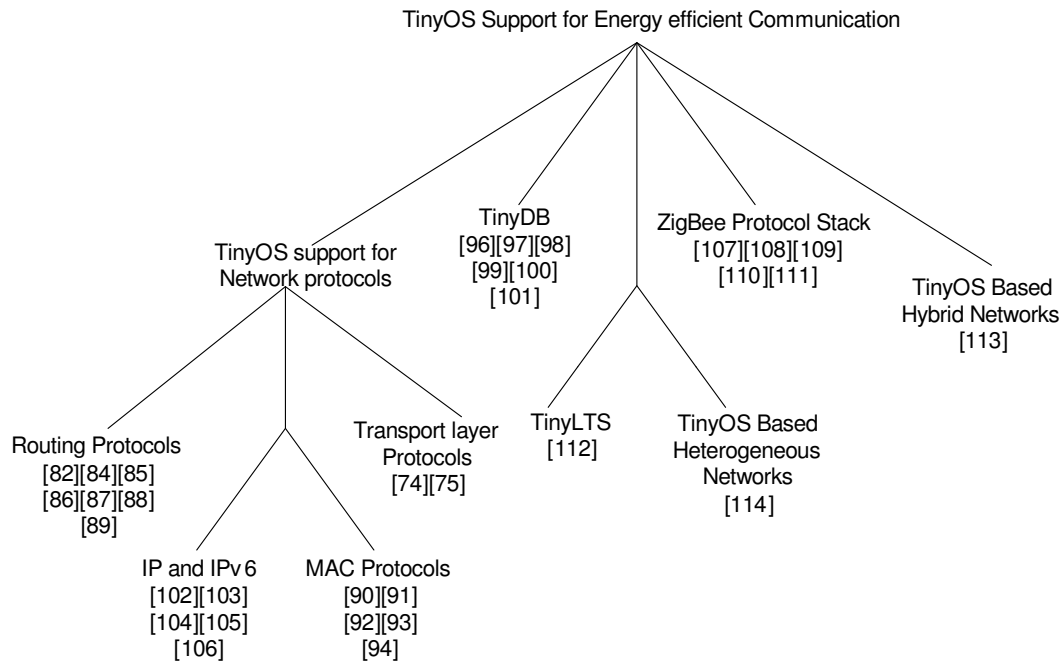 TinyOS Support for Energy efficient Communication
TinyOS support for
Network protocols
TinyDB
[96][97][98]
[99][100]
[101]
ZigBee Protocol Stack
[107][108][109]
[110][111]
TinyOS Based
Hybrid Networks
[113]
Routing Protocols
[82][84][85]
[86][87][88]
[89]
Transport layer
Protocols
[74][75]
TinyLTS
[112]
TinyOS Based
Heterogeneous
Networks
[114]
IP and IPv6
[102][103]
[104][105]
[106]
MAC Protocols
[90][91]
[92][93]
[94]